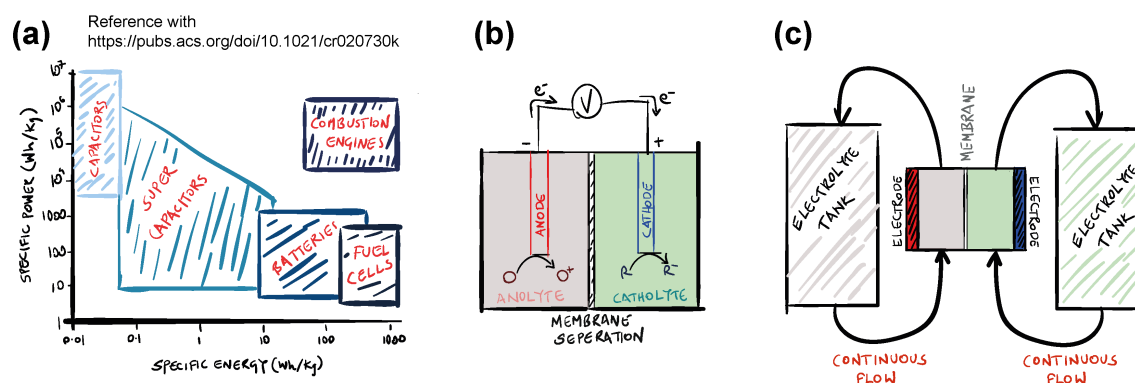 (a)
Reference with
https://pubs.acs.org/doi/10.1021/cr020730k
SPECIFIC POWER (Wh/kg)
10⁷
10⁶
10⁵
10⁴
1000
100
10
1
0.01
0.1
1
10
100
1000
SPECIFIC ENERGY (Wh/kg)
CAPACITORS
SUPER
CAPACITORS
COMBUSTION
ENGINES
BATTERIES
FUEL
CELLS
(b)
e⁻
V
e⁻
-
+
ANODE
CATHODE
O
O⁺
R
R⁻
ANOLYTE
CATHOLYTE
MEMBRANE
SEPERATION
(c)
MEMBRANE
ELECTROLYTE
TANK
ELECTRODE
ELECTRODE
ELECTROLYTE
TANK
CONTINUOUS
FLOW
CONTINUOUS
FLOW